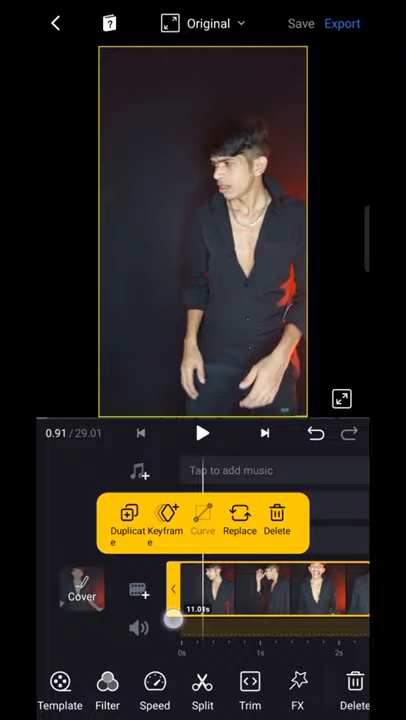 ?
Original
Save
Export
0.91 / 29.01
Tap to add music
Duplicat
e
Keyfram
e
Curve
Replace
Delete
Cover
11.01s
0s
1s
2s
Template
Filter
Speed
Split
Trim
FX
Delete